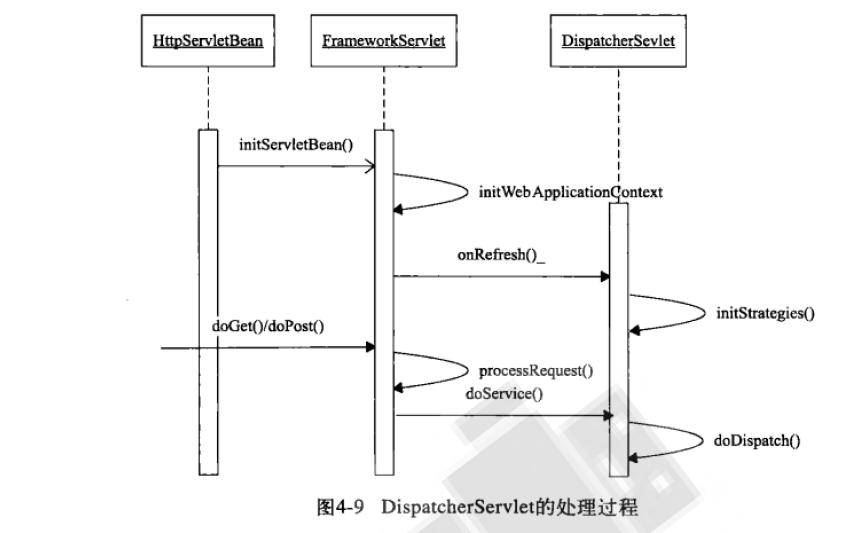 HttpServletBean
FrameworkServlet
DispatcherSevlet
initServletBean()
initWebApplicationContext
onRefresh()_
initStrategies()
doGet()/doPost()
processRequest()
doService()
doDispatch()
图4-9 DispatcherServlet的处理过程